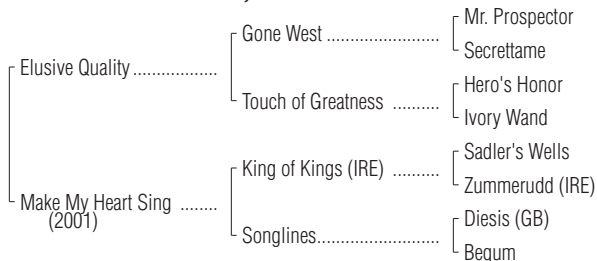 Mr. Prospector
Gone West ......................
Secrettame
Elusive Quality .................
Hero's Honor
Touch of Greatness ..........
Ivory Wand
Sadler's Wells
King of Kings (IRE) ..........
Zummerudd (IRE)
Make My Heart Sing ........
(2001)
Diesis (GB)
Songlines.........................
Begum